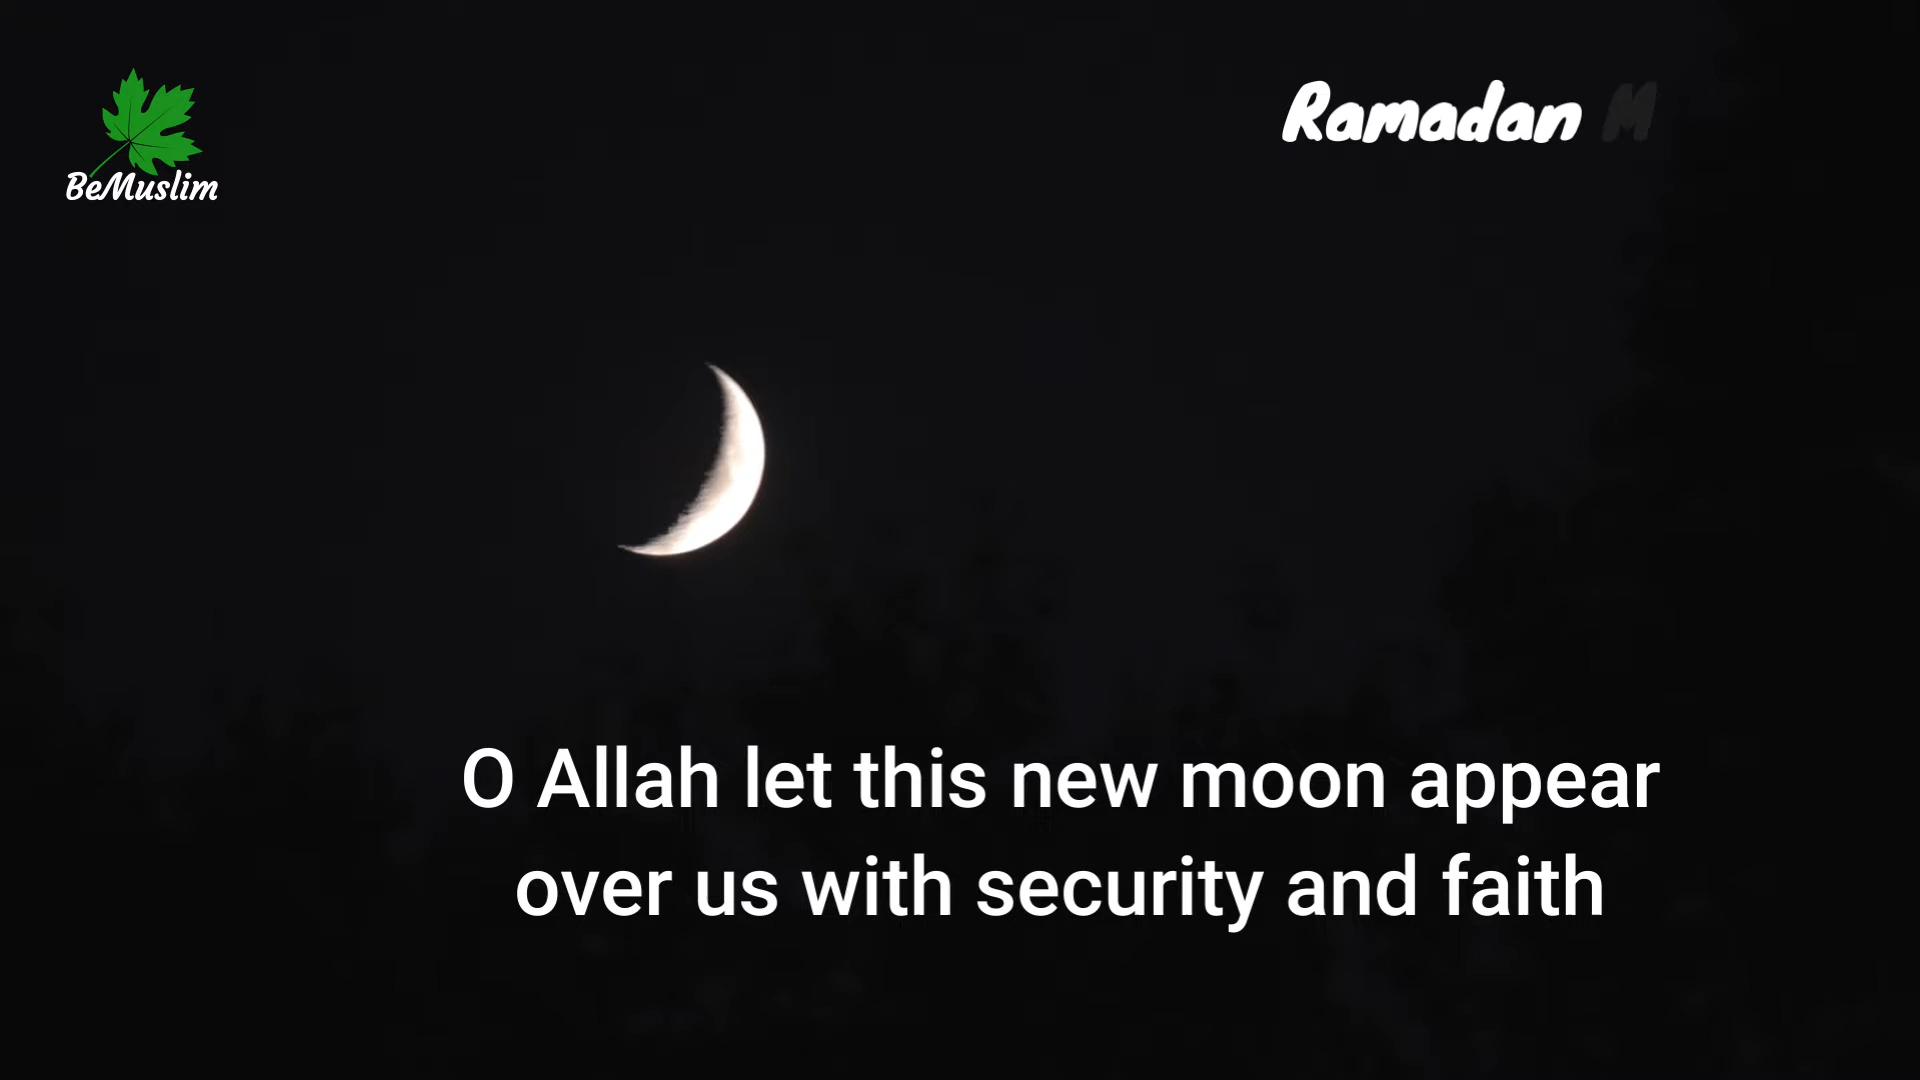 BeMuslim
Ramadan M
O Allah let this new moon appear
over us with security and faith